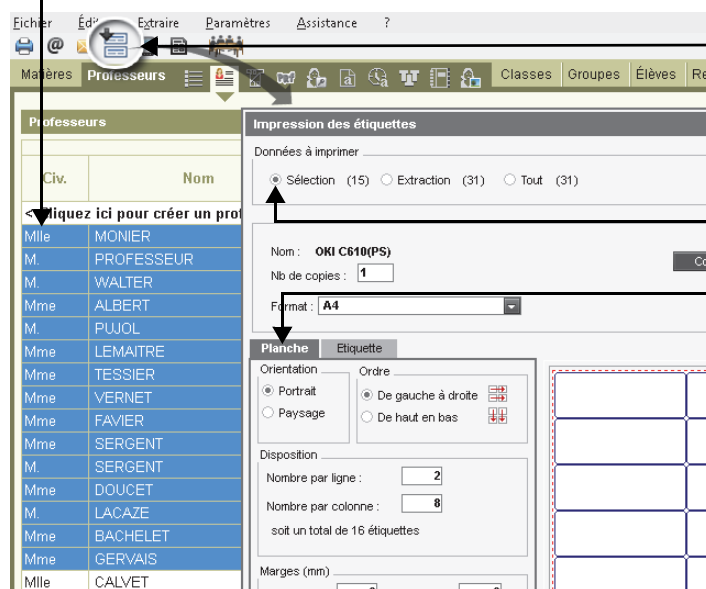 Fichier Édi Extraire Paramètres Assistance ?
@
Matières Professeurs Classes Groupes Élèves Re
Professeurs
Civ. Nom
< Cliquez ici pour créer un prof
Mlle MONIER
M. PROFESSEUR
M. WALTER
Mme ALBERT
M. PUJOL
Mme LEMAITRE
Mme TESSIER
Mme VERNET
Mme FAVIER
Mme SERGENT
M. SERGENT
Mme DOUCET
M. LACAZE
Mme BACHELET
Mme GERVAIS
Mlle CALVET
Impression des étiquettes
Données à imprimer
Sélection (15) Extraction (31) Tout (31)
Nom : OKI C610(PS)
Co
Nb de copies : 1
Format : A4
Planche Etiquette
Orientation
Portrait
Paysage
Ordre
De gauche à droite
De haut en bas
Disposition
Nombre par ligne : 2
Nombre par colonne : 8
soit un total de 16 étiquettes
Marges (mm)